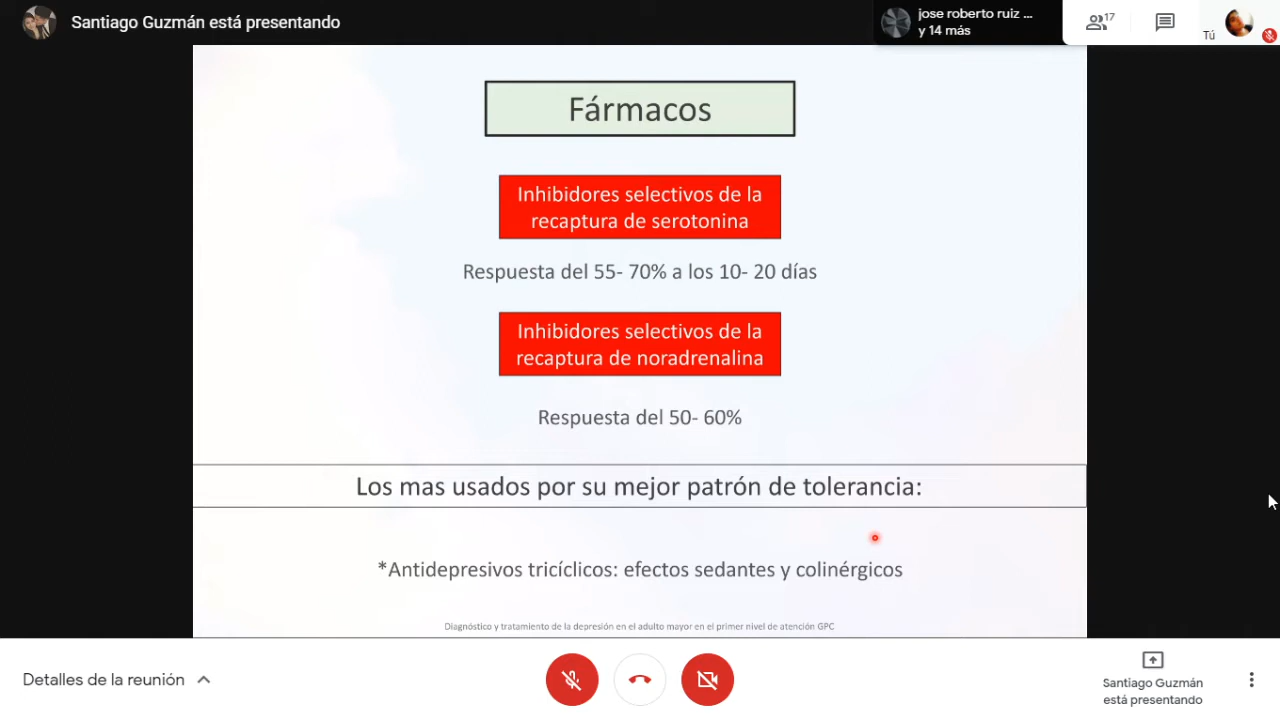 Santiago Guzmán está presentando
jose roberto ruiz ...
y 14 más
17
Tú
Fármacos
Inhibidores selectivos de la
recaptura de serotonina
Respuesta del 55- 70% a los 10- 20 días
Inhibidores selectivos de la
recaptura de noradrenalina
Respuesta del 50- 60%
Los mas usados por su mejor patrón de tolerancia:
*Antidepresivos tricíclicos: efectos sedantes y colinérgicos
Diagnóstico y tratamiento de la depresión en el adulto mayor en el primer nivel de atención GPC
Detalles de la reunión
Santiago Guzmán
está presentando